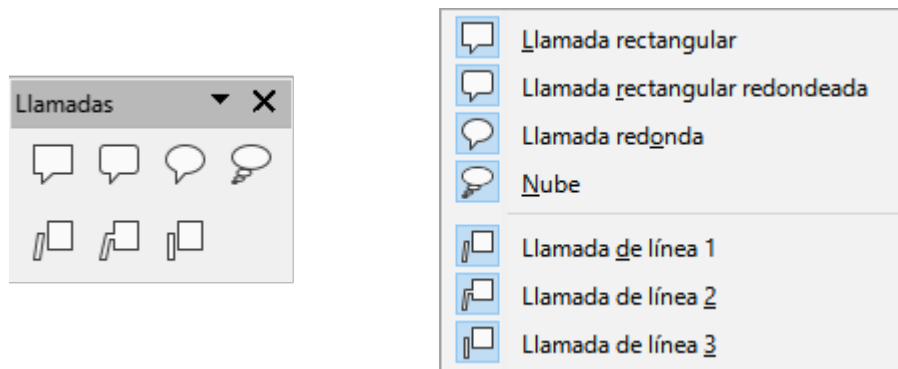 Llamadas
Llamada rectangular
Llamada rectangular redondeada
Llamada redonda
Nube
Llamada de línea 1
Llamada de línea 2
Llamada de línea 3